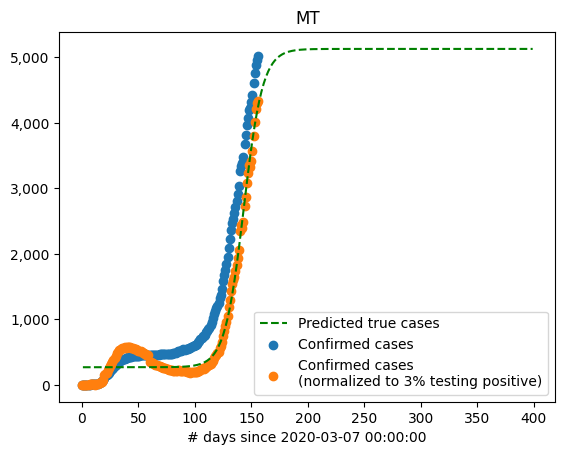 MT
5,000
4,000
3,000
2,000
1,000
0
Predicted true cases
Confirmed cases
Confirmed cases
(normalized to 3% testing positive)
0 50 100 150 200 250 300 350 400
# days since 2020-03-07 00:00:00